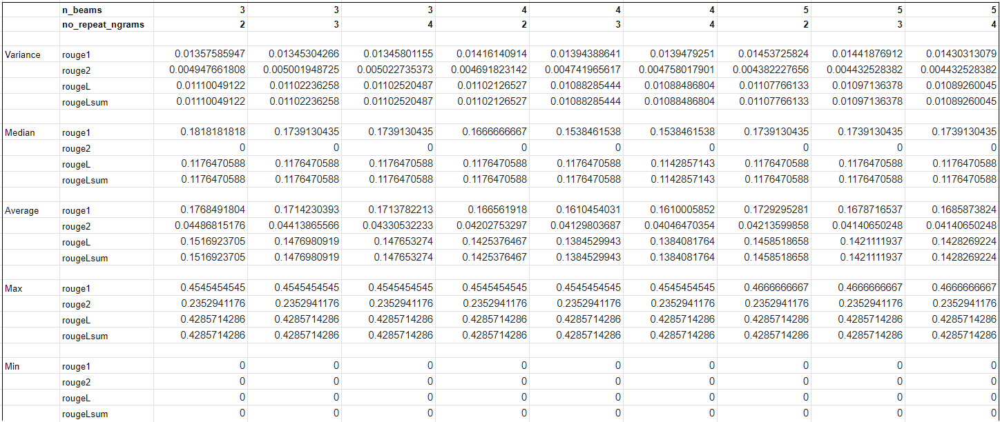 n_beams 3 3 3 4 4 4 5 5 5
no_repeat_ngrams 2 3 4 2 3 4 2 3 4
Variance rouge1 0.01357585947 0.01345304266 0.01345801155 0.01416140914 0.01394388641 0.0139479251 0.01453725824 0.01441876912 0.01430313079
rouge2 0.004947661808 0.005001948725 0.005022735373 0.004691823142 0.004741965617 0.004758017901 0.004382227656 0.004432528382 0.004432528382
rougeL 0.01110049122 0.01102236258 0.01102520487 0.01102126527 0.01088285444 0.01088486804 0.01107766133 0.01097136378 0.01089260045
rougeLsum 0.01110049122 0.01102236258 0.01102520487 0.01102126527 0.01088285444 0.01088486804 0.01107766133 0.01097136378 0.01089260045
Median rouge1 0.1818181818 0.1739130435 0.1739130435 0.1666666667 0.1538461538 0.1538461538 0.1739130435 0.1739130435 0.1739130435
rouge2 0 0 0 0 0 0 0 0 0
rougeL 0.1176470588 0.1176470588 0.1176470588 0.1176470588 0.1176470588 0.1142857143 0.1176470588 0.1176470588 0.1176470588
rougeLsum 0.1176470588 0.1176470588 0.1176470588 0.1176470588 0.1176470588 0.1142857143 0.1176470588 0.1176470588 0.1176470588
Average rouge1 0.1768491804 0.1714230393 0.1713782213 0.166561918 0.1610454031 0.1610005852 0.1729295281 0.1678716537 0.1685873824
rouge2 0.04486815176 0.04413865566 0.04330532233 0.04202753297 0.04129803687 0.04046470354 0.04213599858 0.04140650248 0.04140650248
rougeL 0.1516923705 0.1476980919 0.147653274 0.1425376467 0.1384529943 0.1384081764 0.1458518658 0.1421111937 0.1428269224
rougeLsum 0.1516923705 0.1476980919 0.147653274 0.1425376467 0.1384529943 0.1384081764 0.1458518658 0.1421111937 0.1428269224
Max rouge1 0.4545454545 0.4545454545 0.4545454545 0.4545454545 0.4545454545 0.4545454545 0.4666666667 0.4666666667 0.4666666667
rouge2 0.2352941176 0.2352941176 0.2352941176 0.2352941176 0.2352941176 0.2352941176 0.2352941176 0.2352941176 0.2352941176
rougeL 0.4285714286 0.4285714286 0.4285714286 0.4285714286 0.4285714286 0.4285714286 0.4285714286 0.4285714286 0.4285714286
rougeLsum 0.4285714286 0.4285714286 0.4285714286 0.4285714286 0.4285714286 0.4285714286 0.4285714286 0.4285714286 0.4285714286
Min rouge1 0 0 0 0 0 0 0 0 0
rouge2 0 0 0 0 0 0 0 0 0
rougeL 0 0 0 0 0 0 0 0 0
rougeLsum 0 0 0 0 0 0 0 0 0